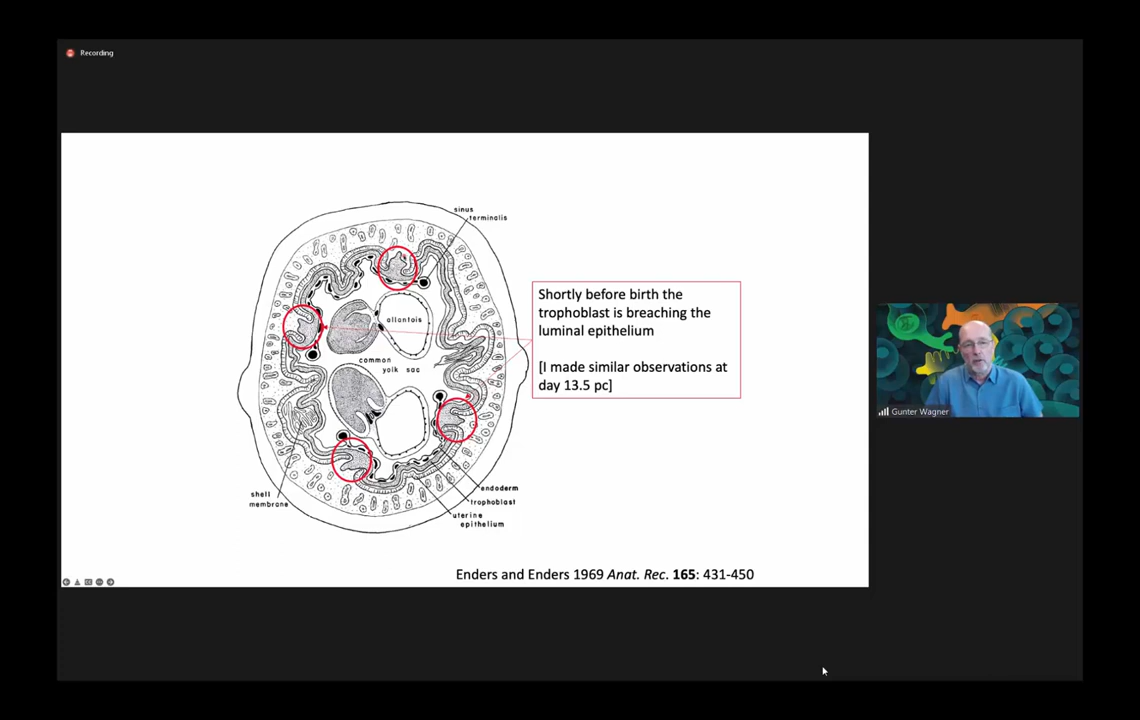 Recording
sinus
terminalis
allantois
common
yolk sac
Shortly before birth the
trophoblast is breaching the
luminal epithelium
[I made similar observations at
day 13.5 pc]
shell
membrane
endoderm
trophoblast
uterine
epithelium
Enders and Enders 1969 Anat. Rec. 165: 431-450
Gunter Wagner